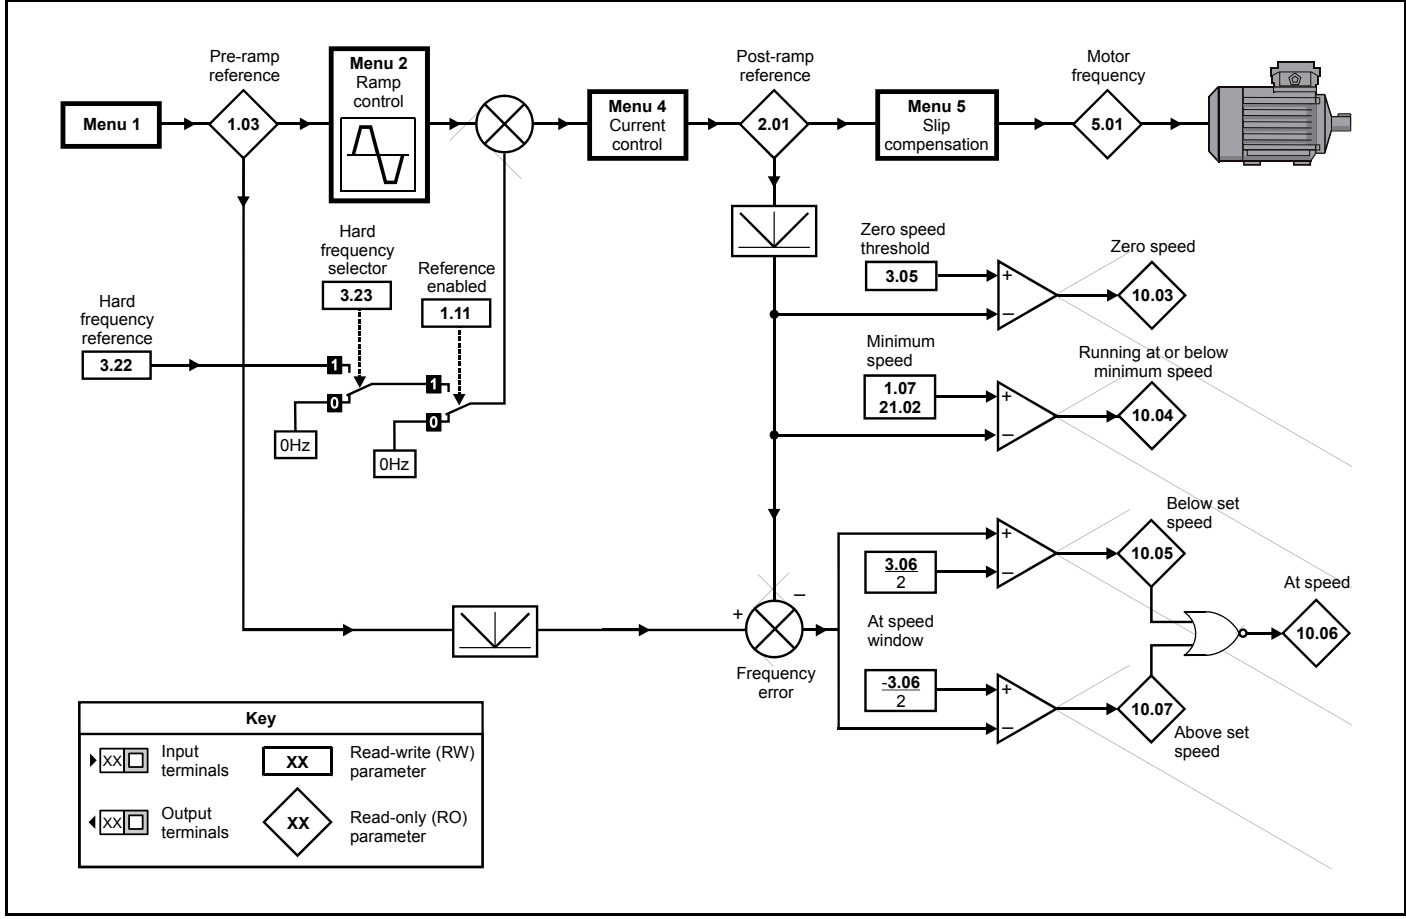 Pre-ramp
reference
Menu 1
1.03
Menu 2
Ramp
control
Menu 4
Current
control
Post-ramp
reference
2.01
Menu 5
Slip
compensation
Motor
frequency
5.01
Hard
frequency
selector
3.23
Reference
enabled
1.11
Hard
frequency
reference
3.22
1
0
0Hz
1
0
0Hz
Zero speed
threshold
3.05
+
–
Zero speed
10.03
Minimum
speed
1.07
21.02
+
–
Running at or below
minimum speed
10.04
+
–
Frequency
error
3.06
2
+
–
Below set
speed
10.05
At speed
window
-3.06
2
+
–
10.07
Above set
speed
At speed
10.06
Key
XX
Input
terminals
XX
Read-write (RW)
parameter
XX
Output
terminals
XX
Read-only (RO)
parameter